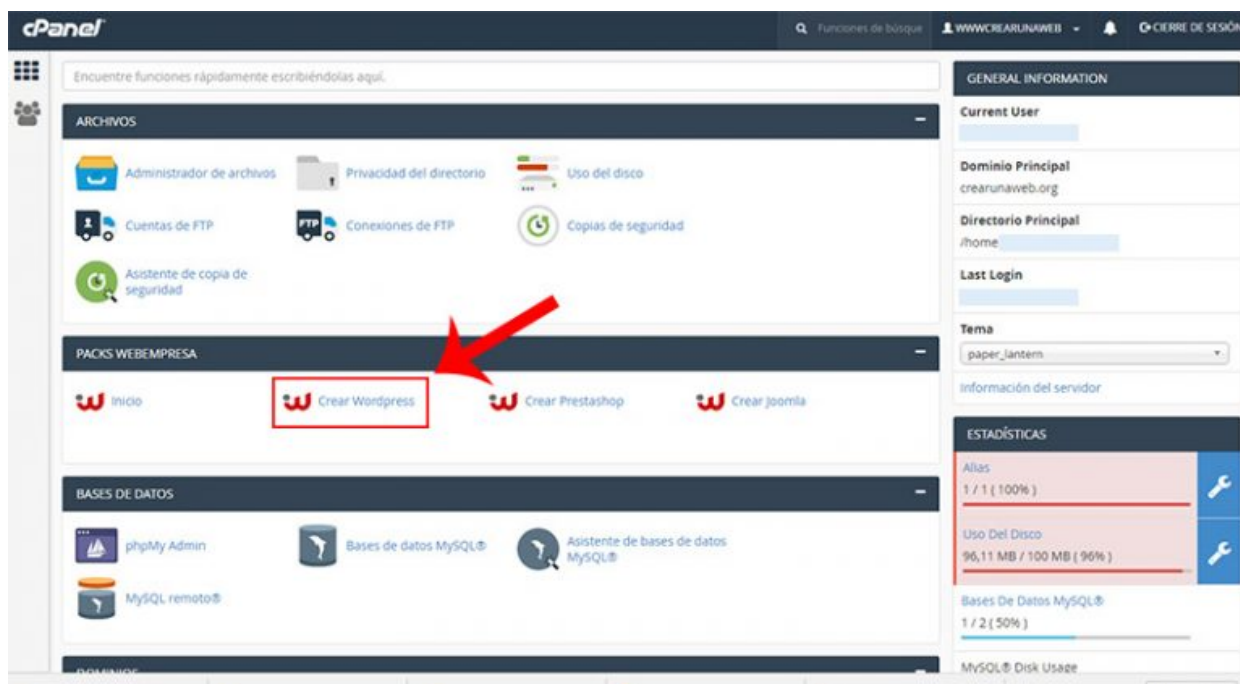 cPanel
Funciones de búsque
WWWCREARUNAWEB
CIERRE DE SESIÓN
Encuentre funciones rápidamente escribiéndolas aquí.
ARCHIVOS
Administrador de archivos
Privacidad del directorio
Uso del disco
Cuentas de FTP
FTP
Conexiones de FTP
Copias de seguridad
Asistente de copia de
seguridad
PACKS WEBEMPRESA
Inicio
Crear Wordpress
Crear Prestashop
Crear Joomla
BASES DE DATOS
phpMy Admin
Bases de datos MySQL®
Asistente de bases de datos
MySQL®
MySQL remoto®
DOMINIOS
GENERAL INFORMATION
Current User
Dominio Principal
crearunaweb.org
Directorio Principal
/home
Last Login
Tema
paper_lantern
Información del servidor
ESTADÍSTICAS
Alias
1 / 1 ( 100% )
Uso Del Disco
96,11 MB / 100 MB ( 96% )
Bases De Datos MySQL®
1 / 2 ( 50% )
MySQL® Disk Usage